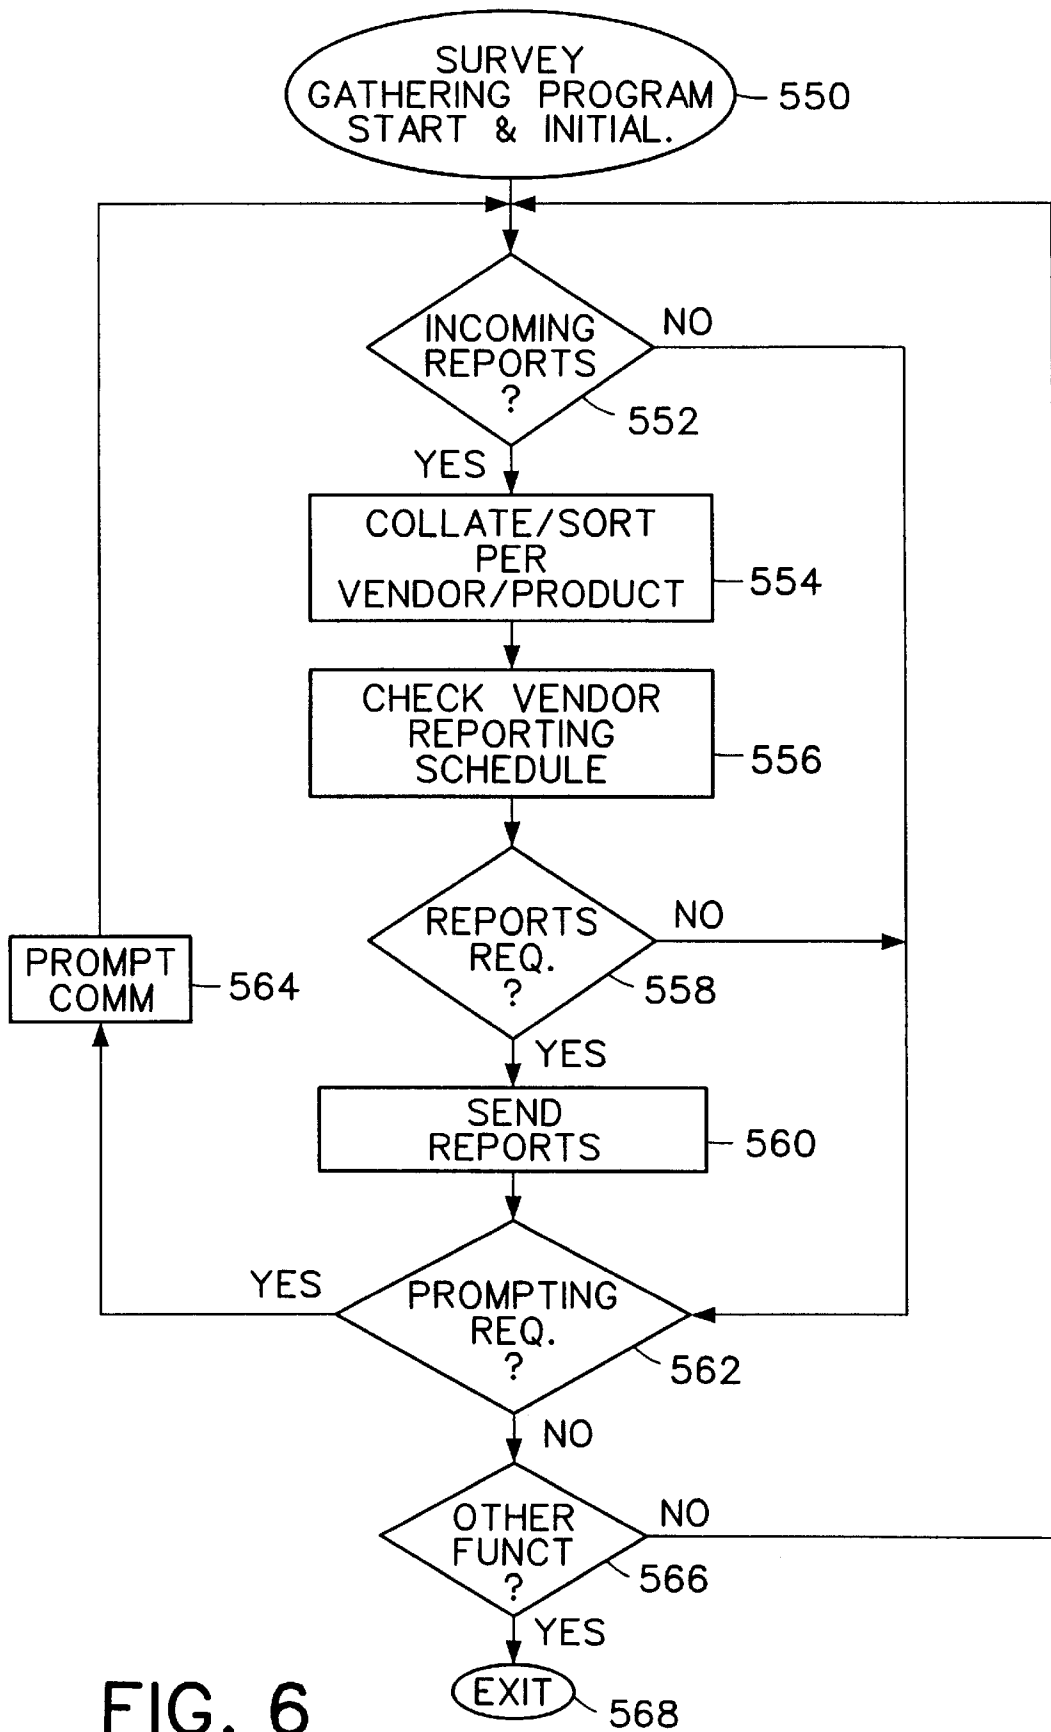 SURVEY
GATHERING PROGRAM
START & INITIAL.
550
INCOMING
REPORTS
?
NO
552
YES
COLLATE/SORT
PER
VENDOR/PRODUCT
554
CHECK VENDOR
REPORTING
SCHEDULE
556
REPORTS
REQ.
?
NO
558
PROMPT
COMM
564
YES
SEND
REPORTS
560
YES
PROMPTING
REQ.
?
562
NO
OTHER
FUNCT
?
NO
566
YES
EXIT
568
FIG. 6